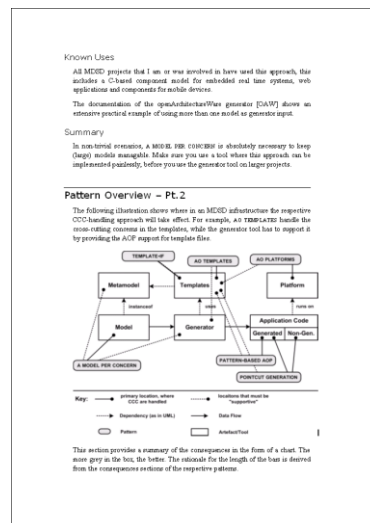 Known Uses
All MDSD projects that I am or was involved in have used this approach, this
includes a C-based component model for embedded real time systems, web
applications and components for mobile devices.
The documentation of the openArchitectureWare generator [OAW] shows an
extensive practical example of using more than one model as generator input.
Summary
In non-trivial scenarios, A MODEL PER CONCERN is absolutely necessary to keep
(large) models managable. Make sure you use a tool where this approach can be
implemented painlessly, before you use the generator tool on larger projects.
Pattern Overview – Pt.2
The following illustration shows where in an MDSD infrastructure the respective
CCC-handling approach will take effect. For example, AO TEMPLATES handle the
cross-cutting concerns in the templates, while the generator tool has to support it
by providing the AOP support for template files.
TEMPLATE-IF
AO TEMPLATES
AO PLATFORMS
Metamodel
Templates
Platform
instanceof
uses
runs on
Model
Generator
Application Code
Generated
Non-Gen.
A MODEL PER CONCERN
PATTERN-BASED AOP
POINTCUT GENERATION
Key:
primary location, where
CCC are handled
locations that must be
"supportive"
Dependency (as in UML)
Data Flow
Pattern
Artefact/Tool
This section provides a summary of the consequences in the form of a chart. The
more grey in the box, the better. The rationale for the length of the bars is derived
from the consequences sections of the respective patterns.